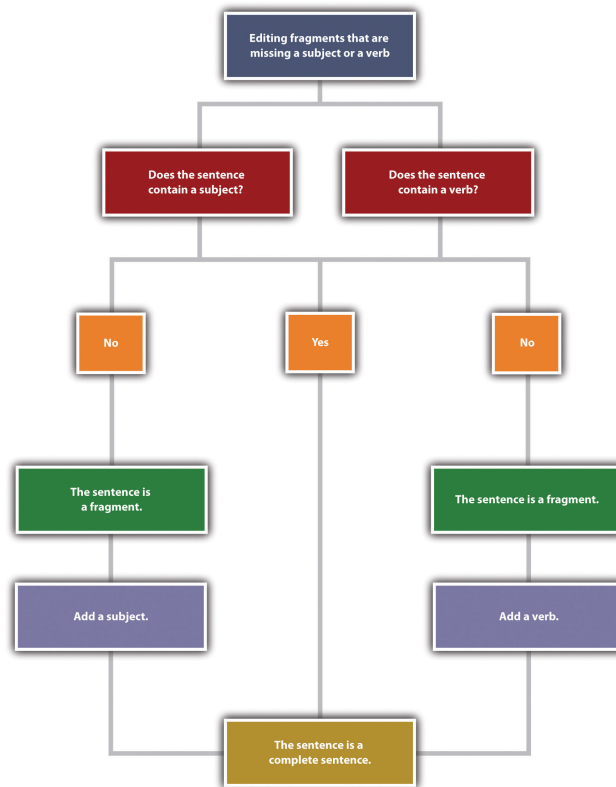 Editing fragments that are
missing a subject or a verb
Does the sentence
contain a subject?
Does the sentence
contain a verb?
No
Yes
No
The sentence is
a fragment.
The sentence is a fragment.
Add a subject.
Add a verb.
The sentence is a
complete sentence.